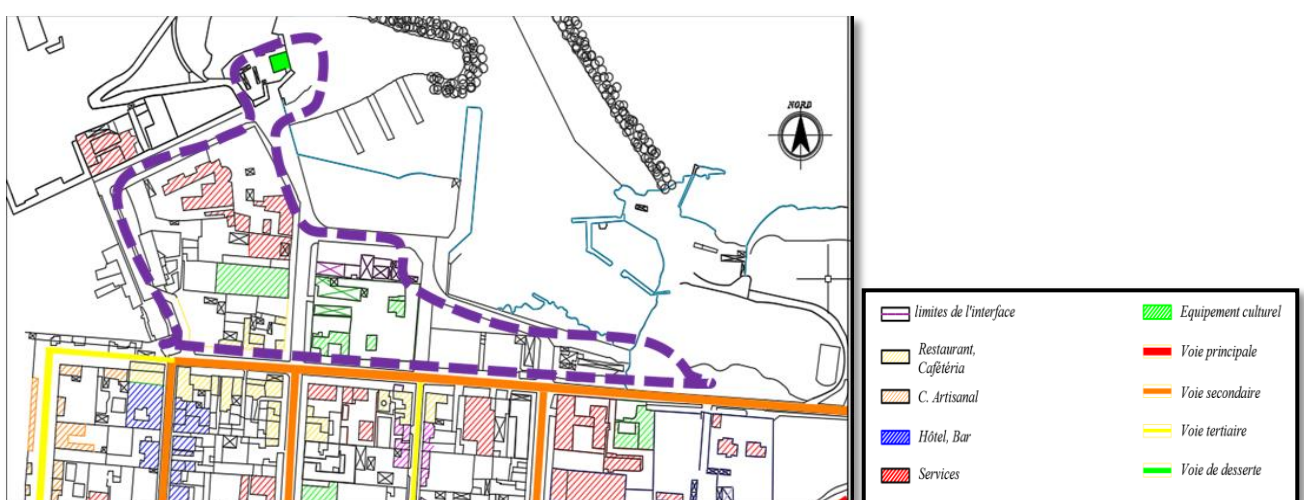 NORD
limites de l'interface
Restaurant,
Cafétéria
C. Artisanal
Hôtel, Bar
Services
Equipement culturel
Voie principale
Voie secondaire
Voie tertiaire
Voie de desserte